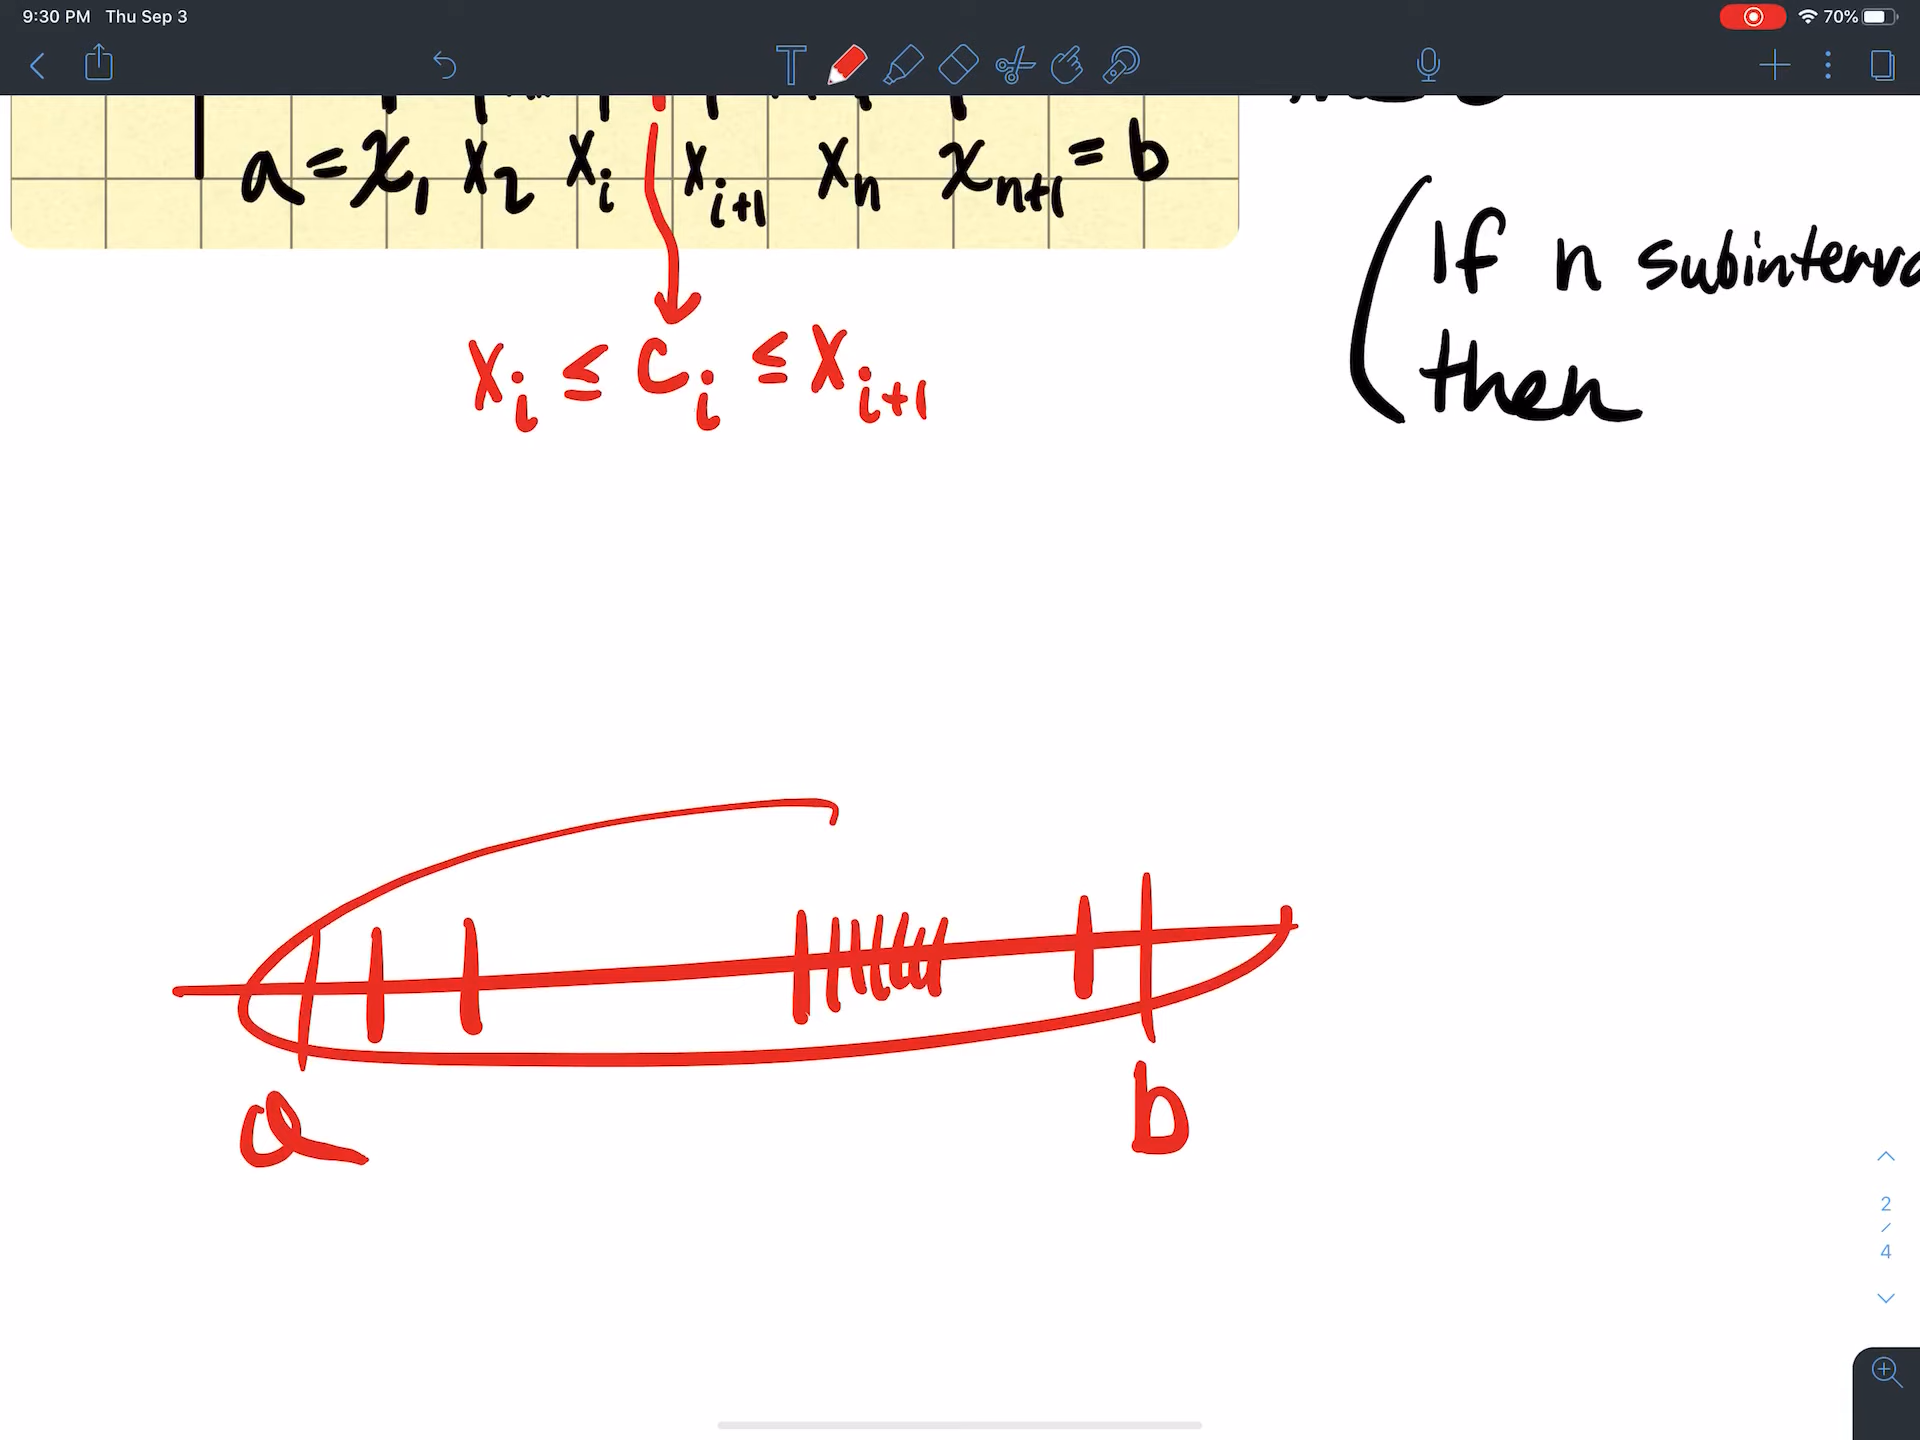 9:30 PM Thu Sep 3
70%
a = x₁ x₂ xᵢ xᵢ₊₁ xₙ xₙ₊₁ = b
(If n subinterva
then
xᵢ ≤ cᵢ ≤ xᵢ₊₁
a b
2
/
4